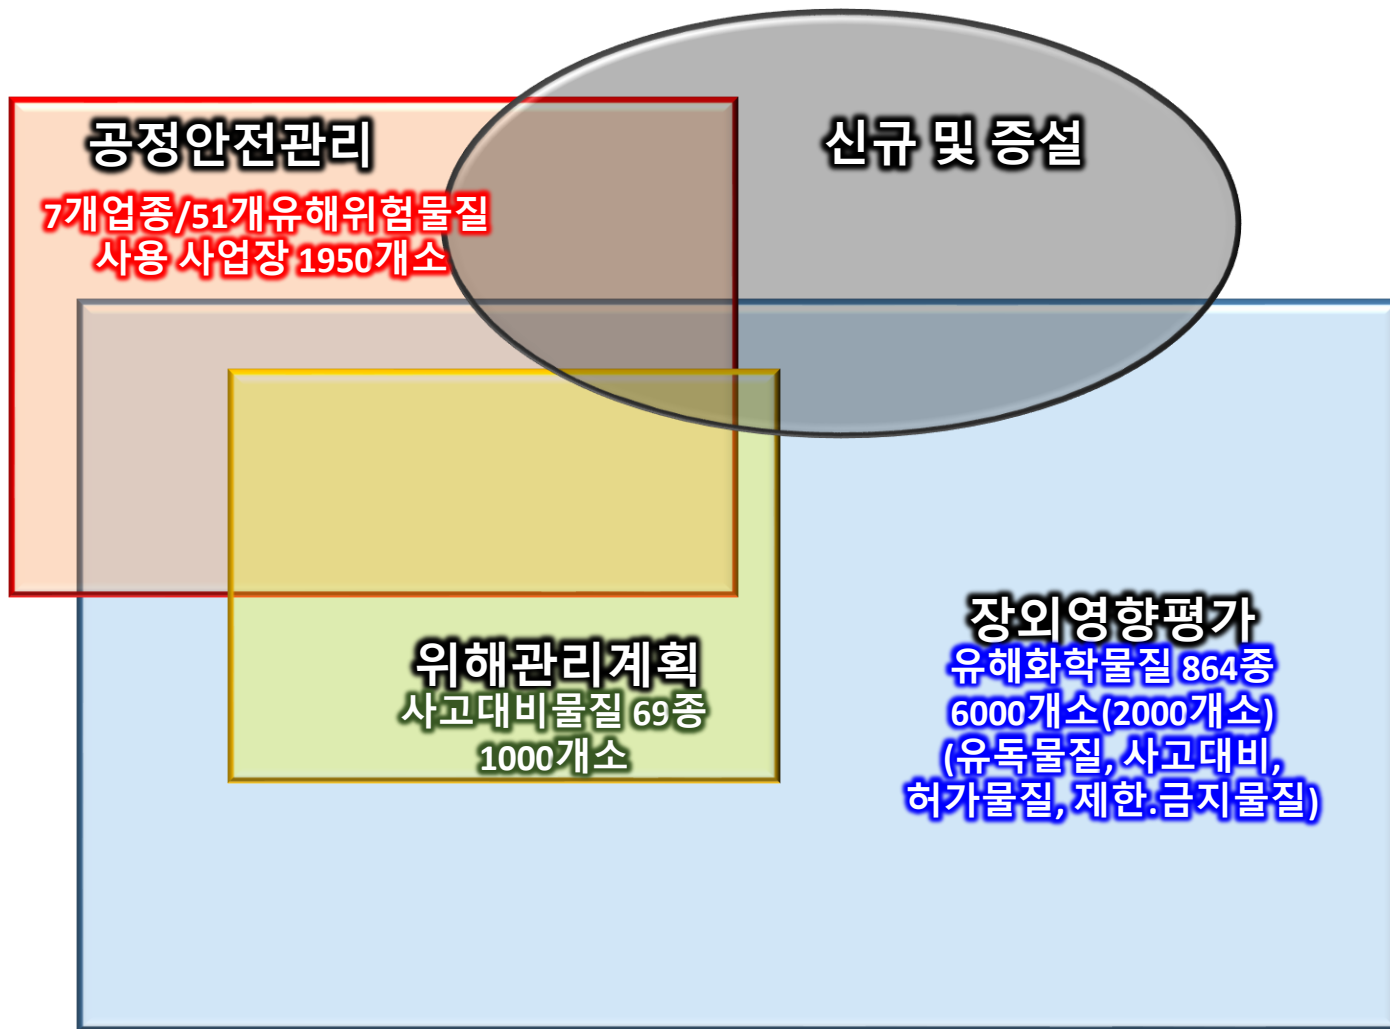 공정안전관리
7개업종/51개유해위험물질
사용 사업장 1950개소
신규 및 증설
위해관리계획
사고대비물질 69종
1000개소
장외영향평가
유해화학물질 864종
6000개소(2000개소)
(유독물질, 사고대비,
허가물질, 제한.금지물질)